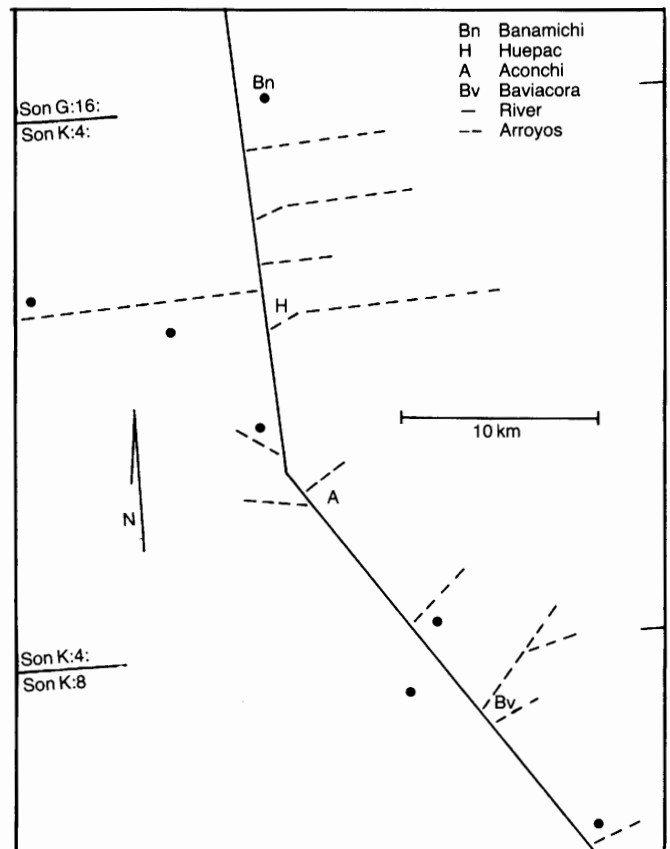 Bn Banamichi
H Huepac
A Aconchi
Bv Baviacora
River
Arroyos
Bn
Son G:16:
Son K:4:
H
10 km
N
A
Son K:4:
Son K:8
Bv